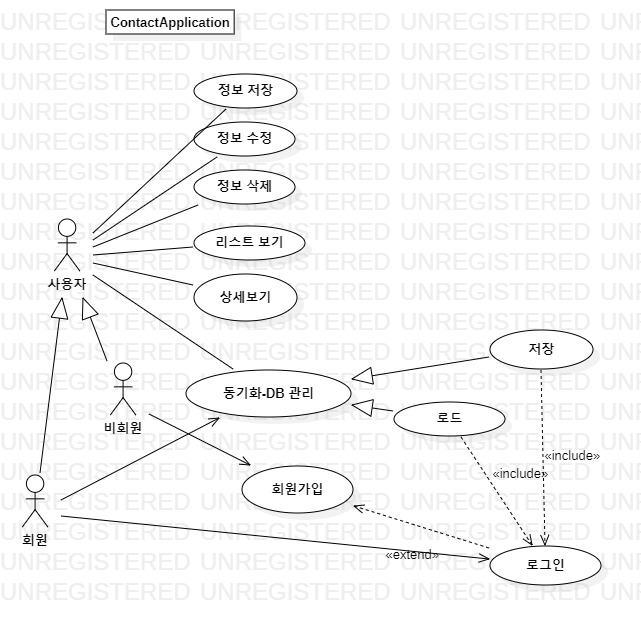 UNREGISTERED UNREGISTERED UNREGISTERED UNREGISTERED
ContactApplication
정보 저장
정보 수정
정보 삭제
리스트 보기
상세보기
사용자
동기화-DB 관리
저장
로드
비회원
회원
회원가입
로그인
«include»
«include»
«extend»